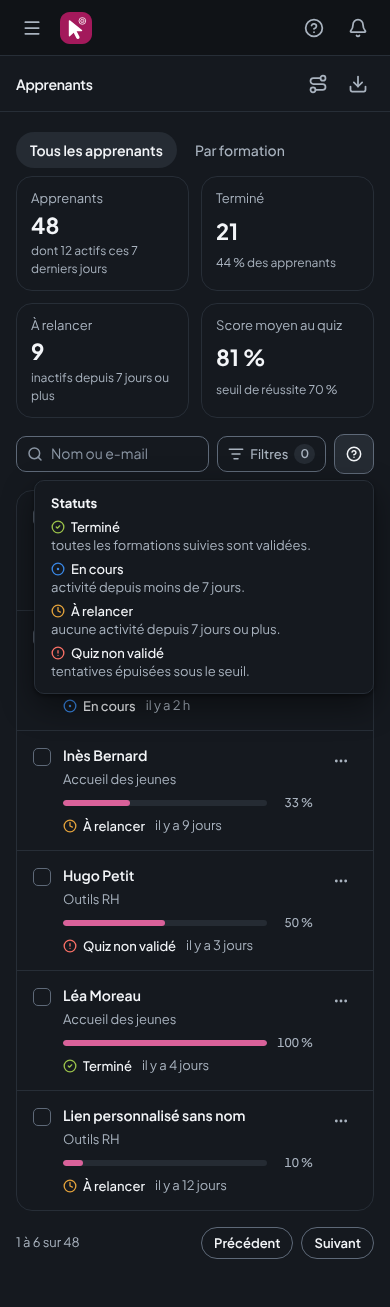 Apprenants
Tous les apprenants
Par formation
Apprenants
48
dont 12 actifs ces 7
derniers jours
Terminé
21
44 % des apprenants
À relancer
9
inactifs depuis 7 jours ou
plus
Score moyen au quiz
81 %
seuil de réussite 70 %
Nom ou e-mail
Filtres 0
Statuts
Terminé
toutes les formations suivies sont validées.
En cours
activité depuis moins de 7 jours.
À relancer
aucune activité depuis 7 jours ou plus.
Quiz non validé
tentatives épuisées sous le seuil.
En cours il y a 2 h
Inès Bernard
Accueil des jeunes
33 %
À relancer il y a 9 jours
Hugo Petit
Outils RH
50 %
Quiz non validé il y a 3 jours
Léa Moreau
Accueil des jeunes
100 %
Terminé il y a 4 jours
Lien personnalisé sans nom
Outils RH
10 %
À relancer il y a 12 jours
1 à 6 sur 48
Précédent
Suivant